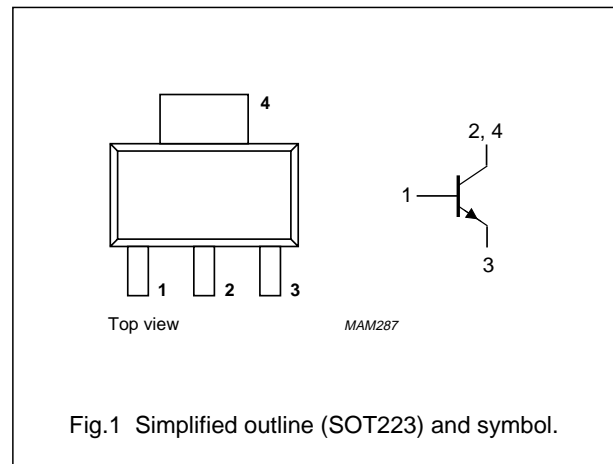 4
2, 4
1
3
1 2 3
Top view
MAM287
Fig.1 Simplified outline (SOT223) and symbol.